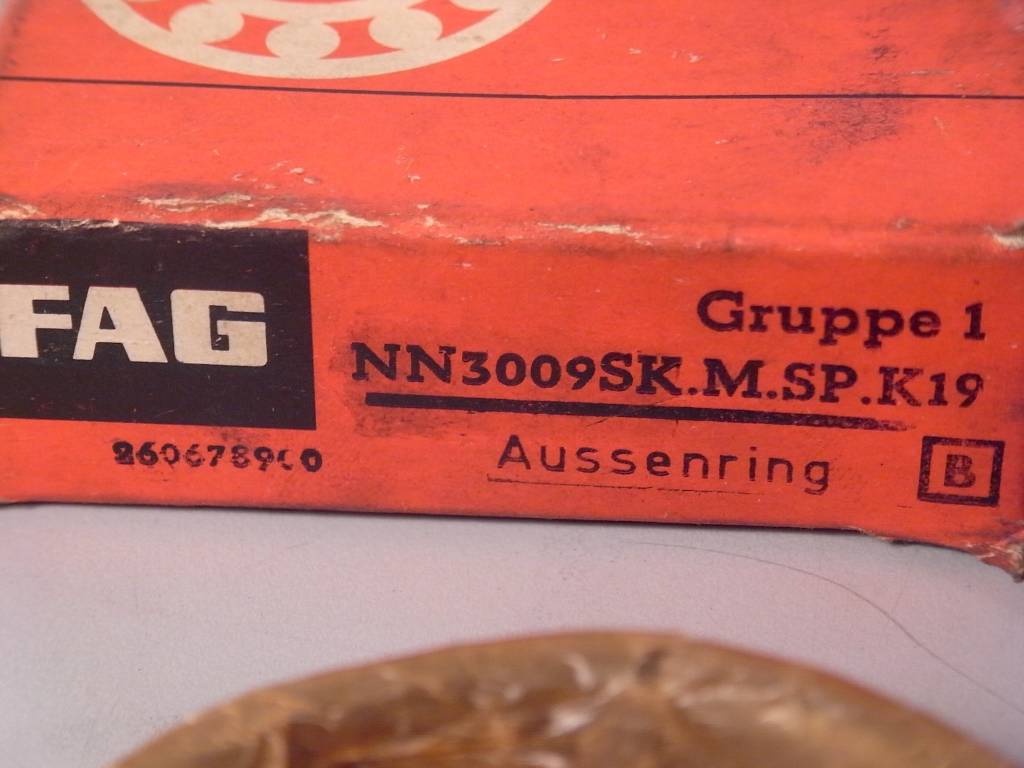 FAG
Gruppe 1
NN3009SK.M.SP.K19
Aussenring
B